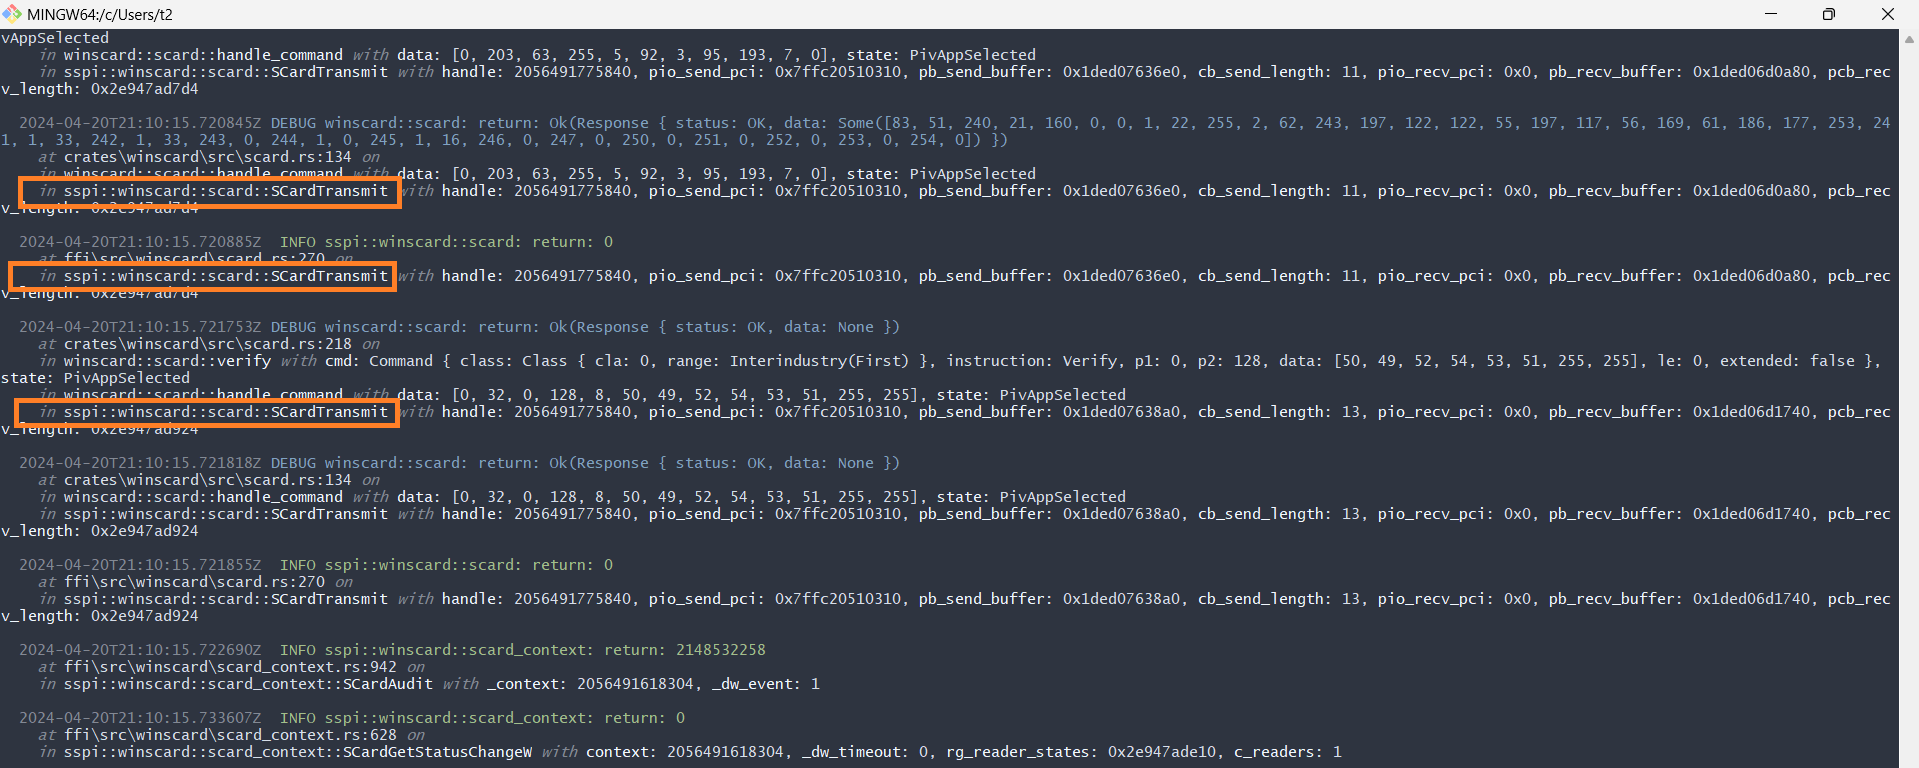 MINGW64:/c/Users/t2
vAppSelected
in winscard::scard::handle_command with data: [0, 203, 63, 255, 5, 92, 3, 95, 193, 7, 0], state: PivAppSelected
in sspi::winscard::scard::SCardTransmit with handle: 2056491775840, pio_send_pci: 0x7ffc20510310, pb_send_buffer: 0x1ded07636e0, cb_send_length: 11, pio_recv_pci: 0x0, pb_recv_buffer: 0x1ded06d0a80, pcb_rec
v_length: 0x2e947ad7d4
2024-04-20T21:10:15.720845Z DEBUG winscard::scard: return: Ok(Response { status: OK, data: Some([83, 51, 240, 21, 160, 0, 0, 1, 22, 255, 2, 62, 243, 197, 122, 122, 55, 197, 117, 56, 169, 61, 186, 177, 253, 24
1, 1, 33, 242, 1, 33, 243, 0, 244, 1, 0, 245, 1, 16, 246, 0, 247, 0, 250, 0, 251, 0, 252, 0, 253, 0, 254, 0]) })
at crates\winscard\src\scard.rs:134 on
in winscard::scard::handle_command with data: [0, 203, 63, 255, 5, 92, 3, 95, 193, 7, 0], state: PivAppSelected
in sspi::winscard::scard::SCardTransmit with handle: 2056491775840, pio_send_pci: 0x7ffc20510310, pb_send_buffer: 0x1ded07636e0, cb_send_length: 11, pio_recv_pci: 0x0, pb_recv_buffer: 0x1ded06d0a80, pcb_rec
v_length: 0x2e947ad7d4
2024-04-20T21:10:15.720885Z INFO sspi::winscard::scard: return: 0
at ffi\src\winscard\scard.rs:270 on
in sspi::winscard::scard::SCardTransmit with handle: 2056491775840, pio_send_pci: 0x7ffc20510310, pb_send_buffer: 0x1ded07636e0, cb_send_length: 11, pio_recv_pci: 0x0, pb_recv_buffer: 0x1ded06d0a80, pcb_rec
v_length: 0x2e947ad7d4
2024-04-20T21:10:15.721753Z DEBUG winscard::scard: return: Ok(Response { status: OK, data: None })
at crates\winscard\src\scard.rs:218 on
in winscard::scard::verify with cmd: Command { class: Class { cla: 0, range: Interindustry(First) }, instruction: Verify, p1: 0, p2: 128, data: [50, 49, 52, 54, 53, 51, 255, 255], le: 0, extended: false },
state: PivAppSelected
in winscard::scard::handle_command with data: [0, 32, 0, 128, 8, 50, 49, 52, 54, 53, 51, 255, 255], state: PivAppSelected
in sspi::winscard::scard::SCardTransmit with handle: 2056491775840, pio_send_pci: 0x7ffc20510310, pb_send_buffer: 0x1ded07638a0, cb_send_length: 13, pio_recv_pci: 0x0, pb_recv_buffer: 0x1ded06d1740, pcb_rec
v_length: 0x2e947ad924
2024-04-20T21:10:15.721818Z DEBUG winscard::scard: return: Ok(Response { status: OK, data: None })
at crates\winscard\src\scard.rs:134 on
in winscard::scard::handle_command with data: [0, 32, 0, 128, 8, 50, 49, 52, 54, 53, 51, 255, 255], state: PivAppSelected
in sspi::winscard::scard::SCardTransmit with handle: 2056491775840, pio_send_pci: 0x7ffc20510310, pb_send_buffer: 0x1ded07638a0, cb_send_length: 13, pio_recv_pci: 0x0, pb_recv_buffer: 0x1ded06d1740, pcb_rec
v_length: 0x2e947ad924
2024-04-20T21:10:15.721855Z INFO sspi::winscard::scard: return: 0
at ffi\src\winscard\scard.rs:270 on
in sspi::winscard::scard::SCardTransmit with handle: 2056491775840, pio_send_pci: 0x7ffc20510310, pb_send_buffer: 0x1ded07638a0, cb_send_length: 13, pio_recv_pci: 0x0, pb_recv_buffer: 0x1ded06d1740, pcb_rec
v_length: 0x2e947ad924
2024-04-20T21:10:15.722690Z INFO sspi::winscard::scard_context: return: 2148532258
at ffi\src\winscard\scard_context.rs:942 on
in sspi::winscard::scard_context::SCardAudit with _context: 2056491618304, _dw_event: 1
2024-04-20T21:10:15.733607Z INFO sspi::winscard::scard_context: return: 0
at ffi\src\winscard\scard_context.rs:628 on
in sspi::winscard::scard_context::SCardGetStatusChangeW with context: 2056491618304, _dw_timeout: 0, rg_reader_states: 0x2e947ade10, c_readers: 1